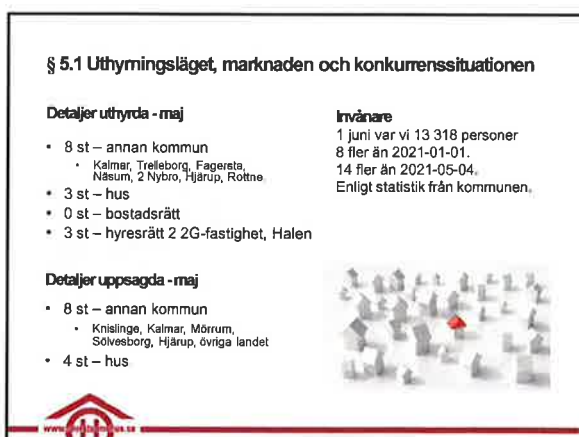 § 5.1 Uthyrningsläget, marknaden och konkurrenssituationen
Detaljer uthyrda - maj
• 8 st – annan kommun
• Kalmar, Trelleborg, Fagersta,
Näsum, 2 Nybro, Hjärup, Rottne
• 3 st – hus
• 0 st – bostadsrätt
• 3 st – hyresrätt 2 2G-fastighet, Halen
Detaljer uppsagda - maj
• 8 st – annan kommun
• Knislinge, Kalmar, Mörrum,
Sölvesborg, Hjärup, övriga landet
• 4 st – hus
Invånare
1 juni var vi 13 318 personer
8 fler än 2021-01-01.
14 fler än 2021-05-04.
Enligt statistik från kommunen.